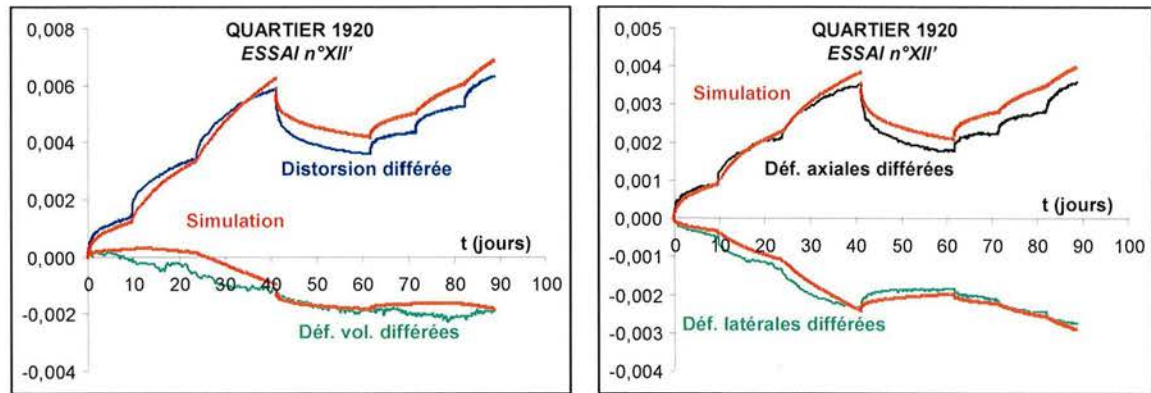 QUARTIER 1920
ESSAI n°XII'
0,008
0,006
0,004
0,002
0,000
-0,002
-0,004
Distorsion différée
Simulation
t (jours)
0 10 20 30 40 50 60 70 80 90 100
Déf. vol. différées
QUARTIER 1920
ESSAI n°XII'
0,005
0,004
0,003
0,002
0,001
0,000
-0,001
-0,002
-0,003
-0,004
Simulation
Déf. axiales différées
t (jours)
0 10 20 30 40 50 60 70 80 90 100
Déf. latérales différées